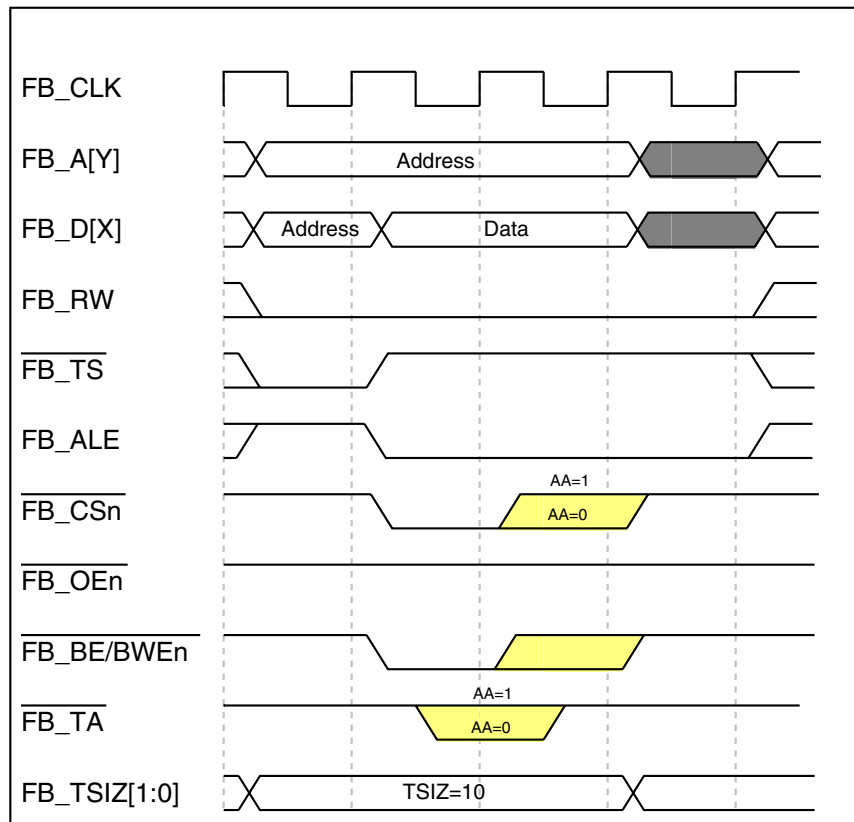 FB_CLK
FB_A[Y]
Address
FB_D[X]
Address
Data
FB_RW
FB_TS
FB_ALE
AA=1
FB_CSn
AA=0
FB_OEn
FB_BE/BWEn
AA=1
FB_TA
AA=0
FB_TSIZ[1:0]
TSIZ=10